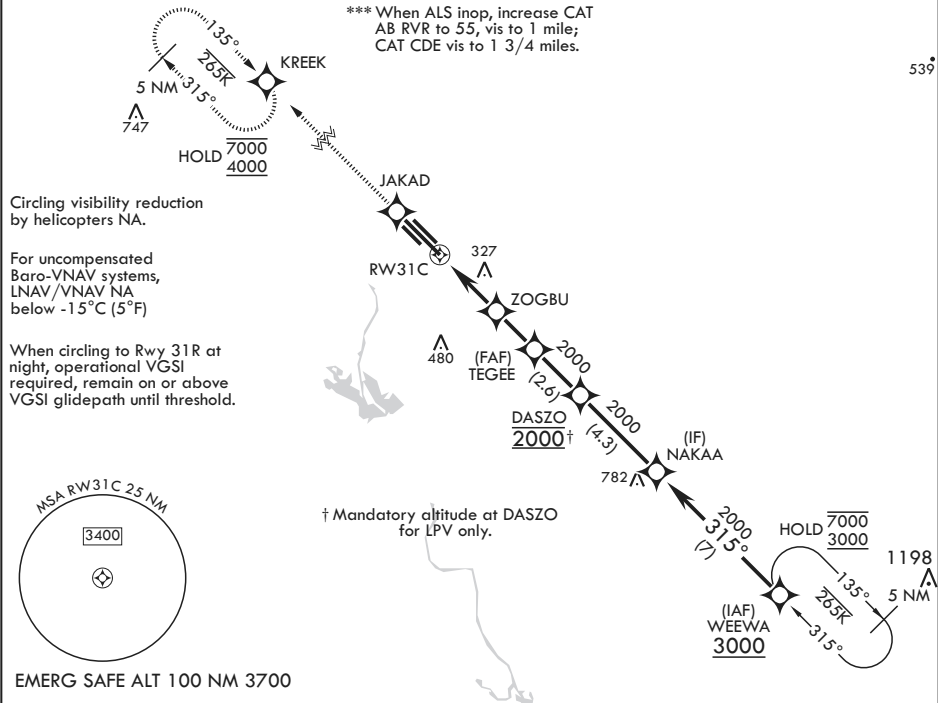 *** When ALS inop, increase CAT
AB RVR to 55, vis to 1 mile;
CAT CDE vis to 1 3/4 miles.
135°
265K
315°
5 NM
KREEK
539
747
HOLD 7000
4000
JAKAD
Circling visibility reduction
by helicopters NA.
RW31C
327
For uncompensated
Baro-VNAV systems,
LNAV/VNAV NA
below -15°C (5°F)
ZOGBU
480
(FAF)
TEGEE
2000
(2.6)
When circling to Rwy 31R at
night, operational VGSI
required, remain on or above
VGSI glidepath until threshold.
DASZO
2000†
2000
(4.3)
(IF)
NAKAA
782
MSA RW31C 25 NM
3400
† Mandatory altitude at DASZO
for LPV only.
2000
315°
(7)
HOLD 7000
3000
1198
135°
265K
315°
5 NM
(IAF)
WEEWA
3000
EMERG SAFE ALT 100 NM 3700